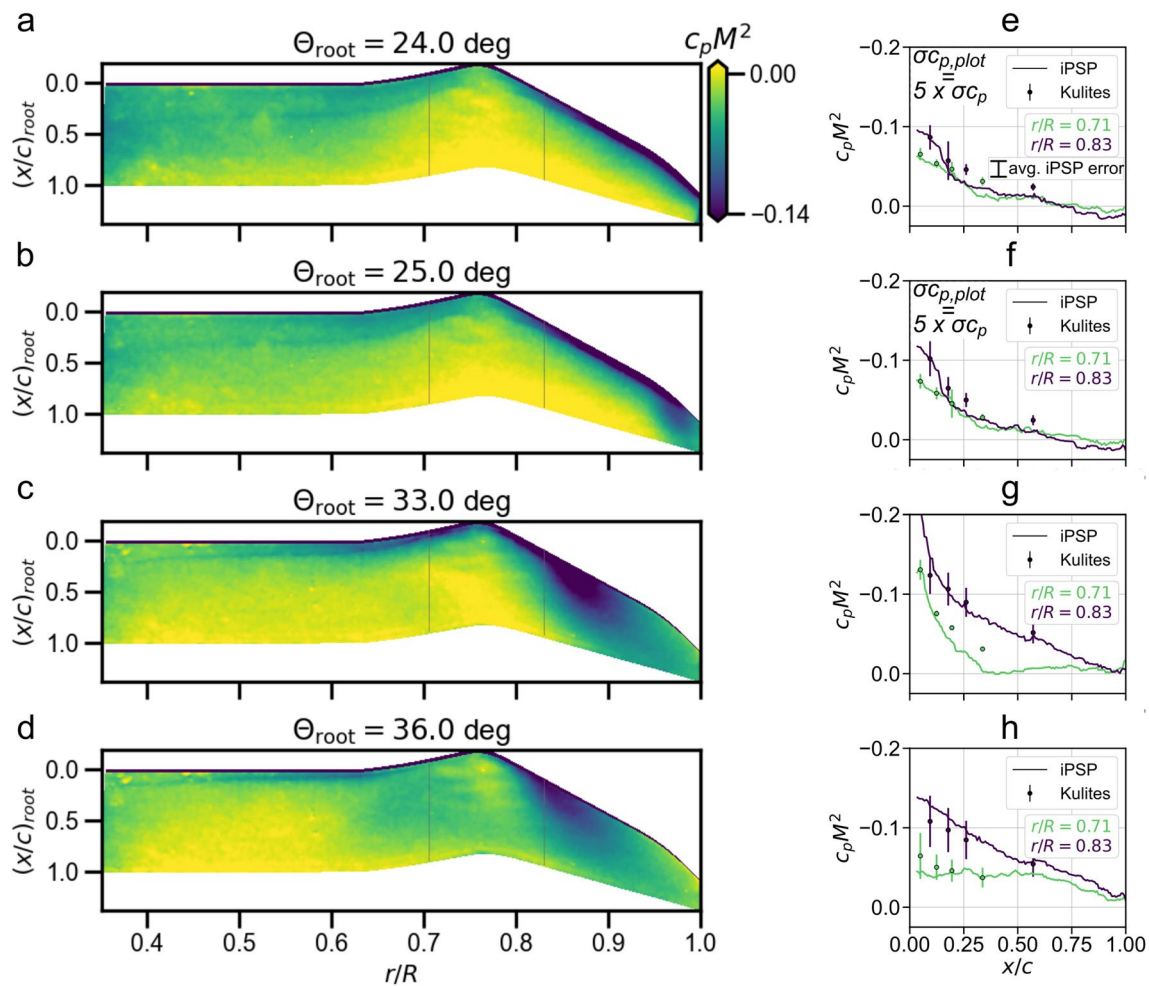 a
Θroot = 24.0 deg
cpM²
0.00
−0.14
(x/c)root
0.0
0.5
1.0
b
Θroot = 25.0 deg
(x/c)root
0.0
0.5
1.0
c
Θroot = 33.0 deg
(x/c)root
0.0
0.5
1.0
d
Θroot = 36.0 deg
(x/c)root
0.0
0.5
1.0
0.4 0.5 0.6 0.7 0.8 0.9 1.0
r/R
e
−0.2
−0.1
0.0
cpM²
σcp,plot
=
5 x σcp
iPSP
Kulites
r/R = 0.71
r/R = 0.83
avg. iPSP error
f
−0.2
−0.1
0.0
cpM²
σcp,plot
=
5 x σcp
iPSP
Kulites
r/R = 0.71
r/R = 0.83
g
−0.2
−0.1
0.0
cpM²
iPSP
Kulites
r/R = 0.71
r/R = 0.83
h
−0.2
−0.1
0.0
cpM²
iPSP
Kulites
r/R = 0.71
r/R = 0.83
0.00 0.25 0.50 0.75 1.00
x/c